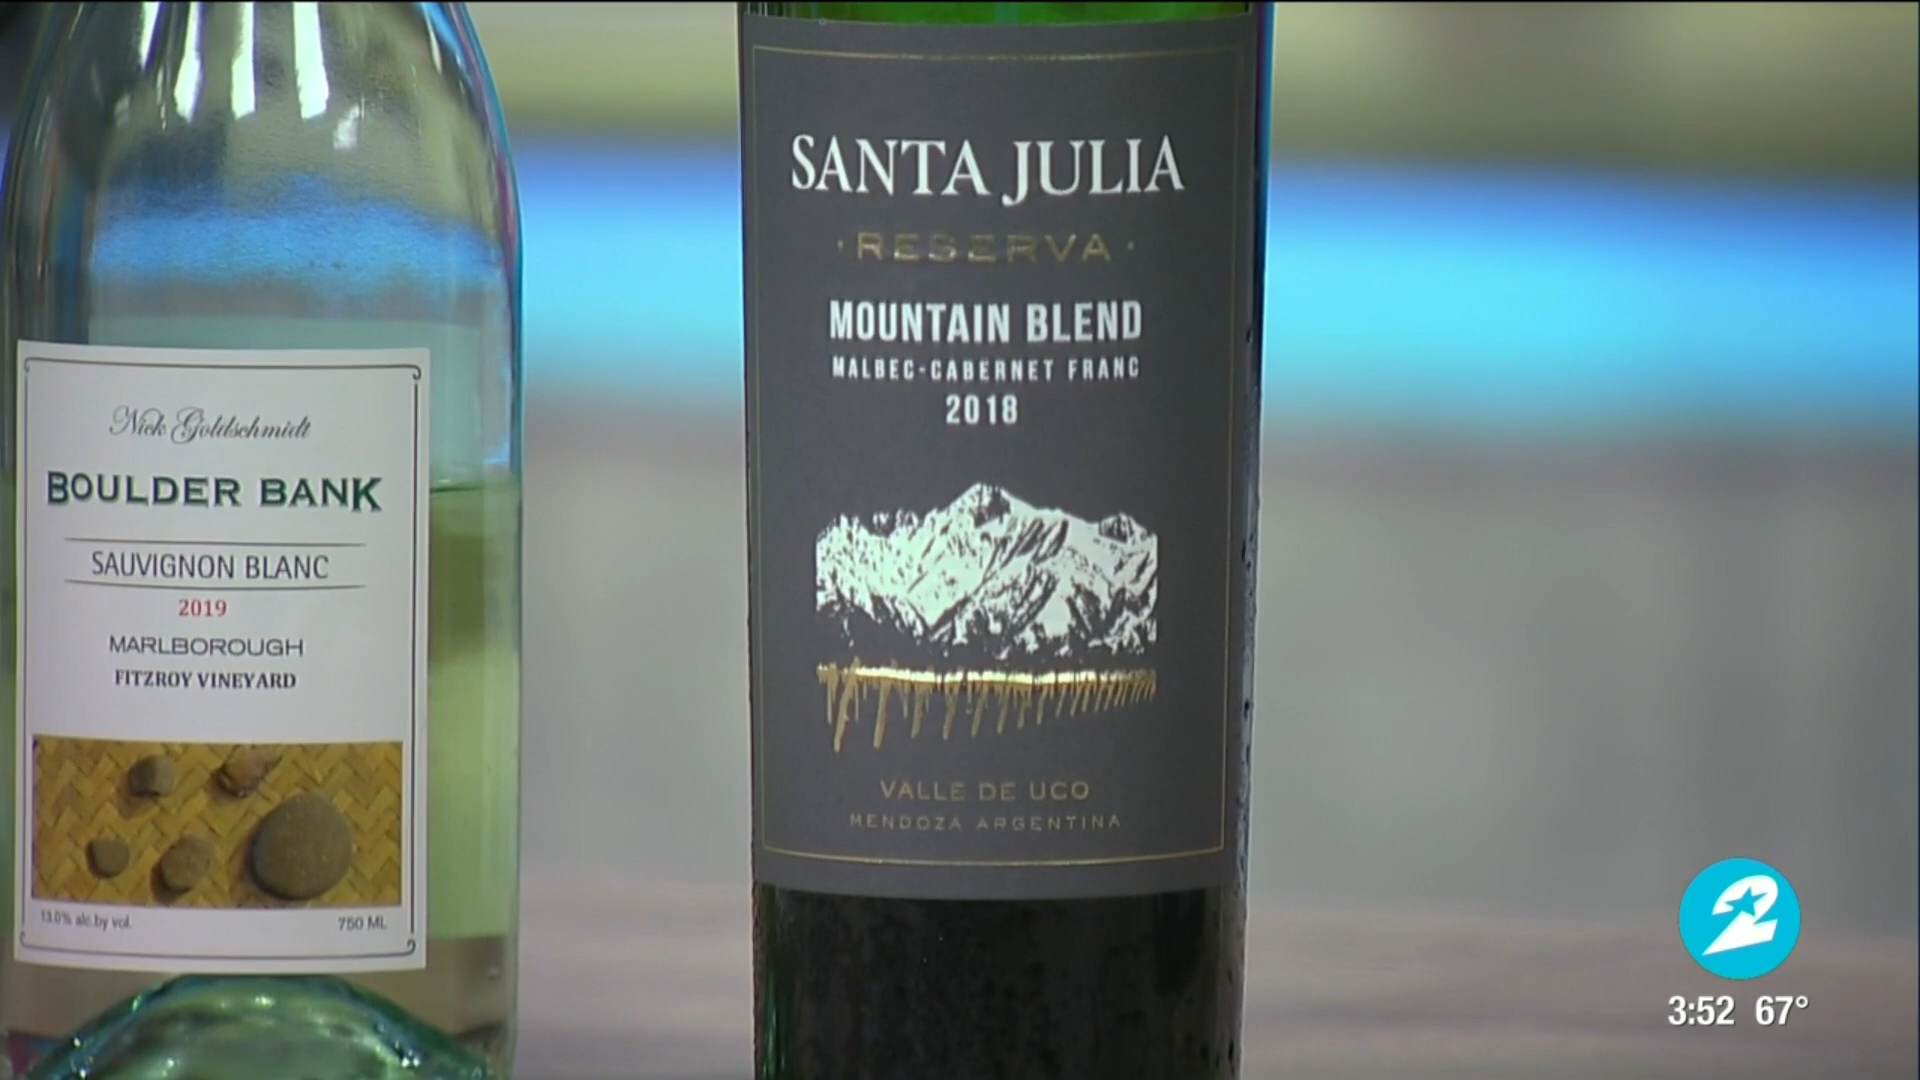 Nick Goldschmidt
BOULDER BANK
SAUVIGNON BLANC
2019
MARLBOROUGH
FITZROY VINEYARD
13.0% alc.by vol.
750 ML
SANTA JULIA
·RESERVA·
MOUNTAIN BLEND
MALBEC-CABERNET FRANC
2018
VALLE DE UCO
MENDOZA ARGENTINA
2
3:52 67°